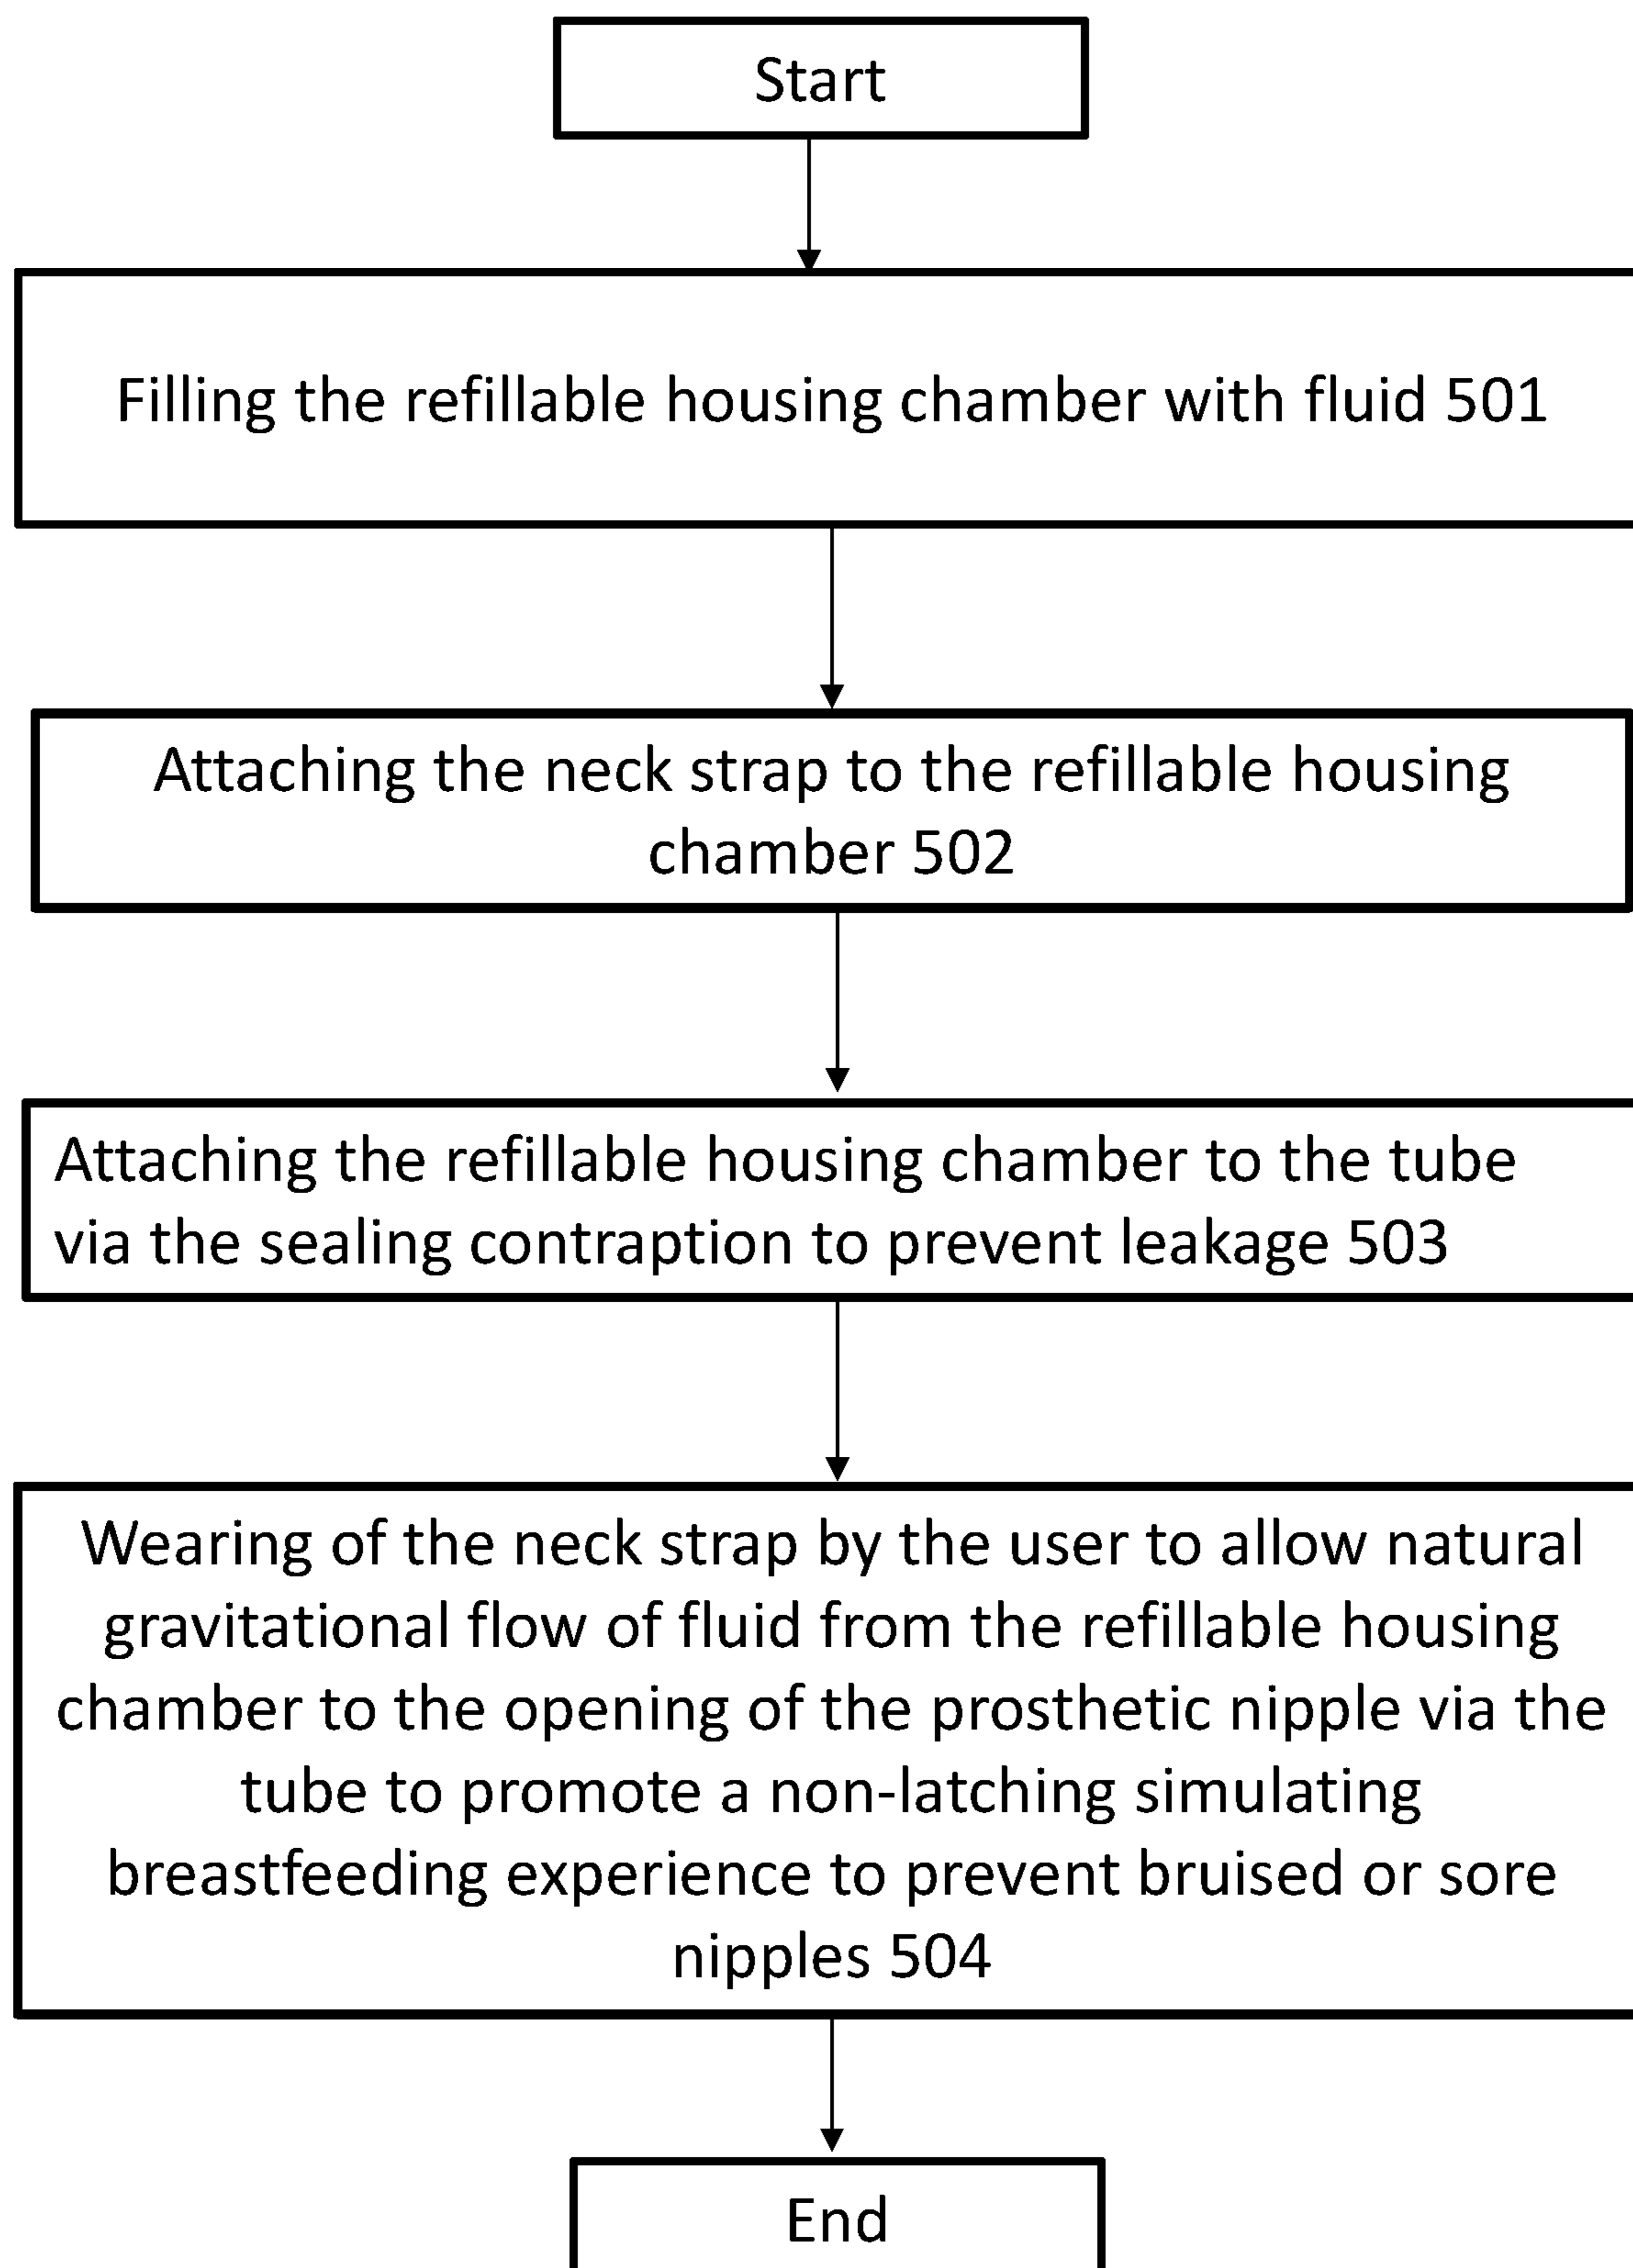 Start
Filling the refillable housing chamber with fluid 501
Attaching the neck strap to the refillable housing
chamber 502
Attaching the refillable housing chamber to the tube
via the sealing contraption to prevent leakage 503
Wearing of the neck strap by the user to allow natural
gravitational flow of fluid from the refillable housing
chamber to the opening of the prosthetic nipple via the
tube to promote a non-latching simulating
breastfeeding experience to prevent bruised or sore
nipples 504
End